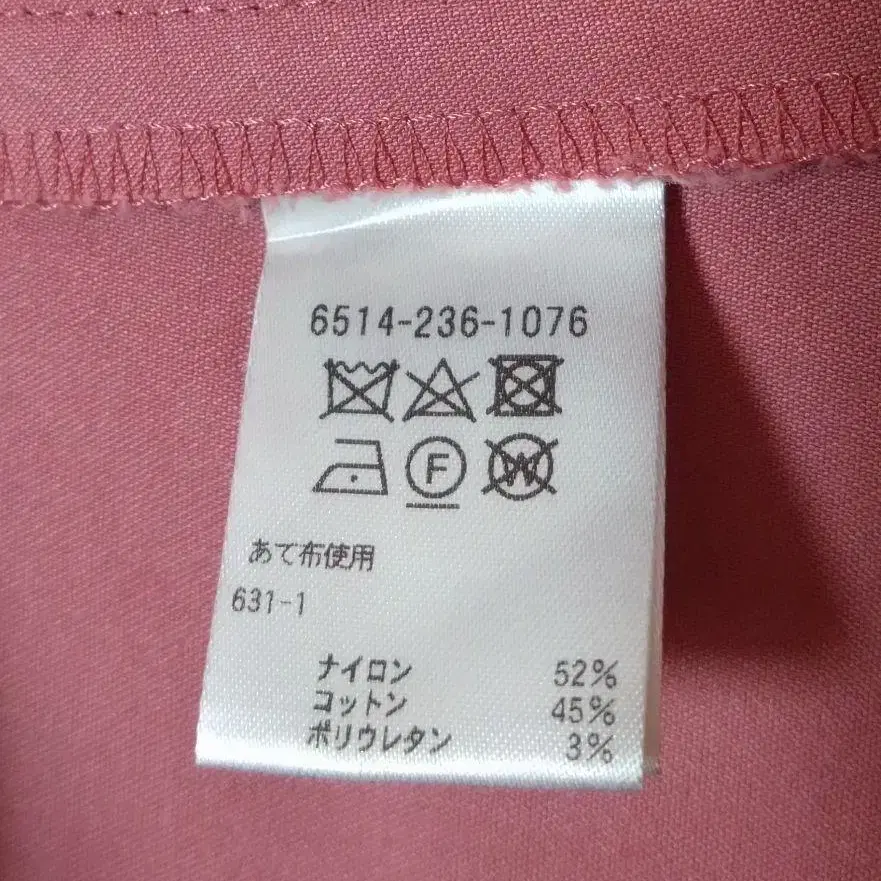 6514-236-1076
F W
あて布使用
631-1
ナイロン 52%
コットン 45%
ポリウレタン 3%